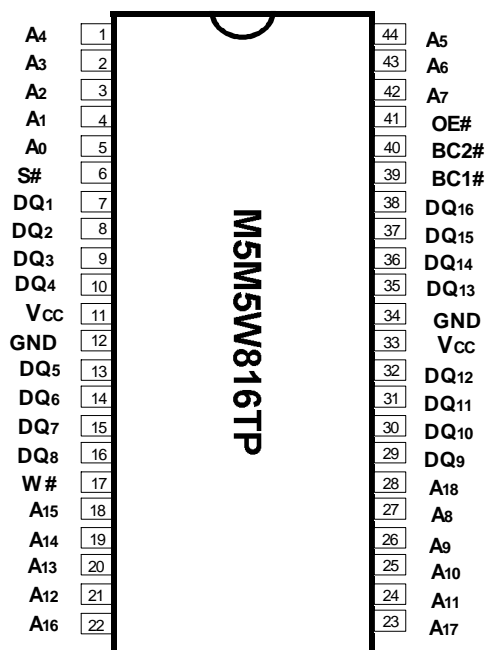 A4 1 44 A5
A3 2 43 A6
A2 3 42 A7
A1 4 41 OE#
A0 5 40 BC2#
S# 6 39 BC1#
DQ1 7 38 DQ16
DQ2 8 37 DQ15
DQ3 9 36 DQ14
DQ4 10 35 DQ13
Vcc 11 34 GND
GND 12 33 Vcc
DQ5 13 32 DQ12
DQ6 14 31 DQ11
DQ7 15 30 DQ10
DQ8 16 29 DQ9
W# 17 28 A18
A15 18 27 A8
A14 19 26 A9
A13 20 25 A10
A12 21 24 A11
A16 22 23 A17
M5M5W816TP